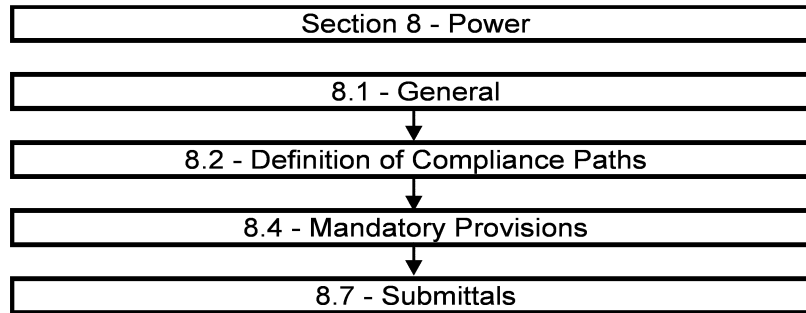 Section 8 - Power
8.1 - General
8.2 - Definition of Compliance Paths
8.4 - Mandatory Provisions
8.7 - Submittals